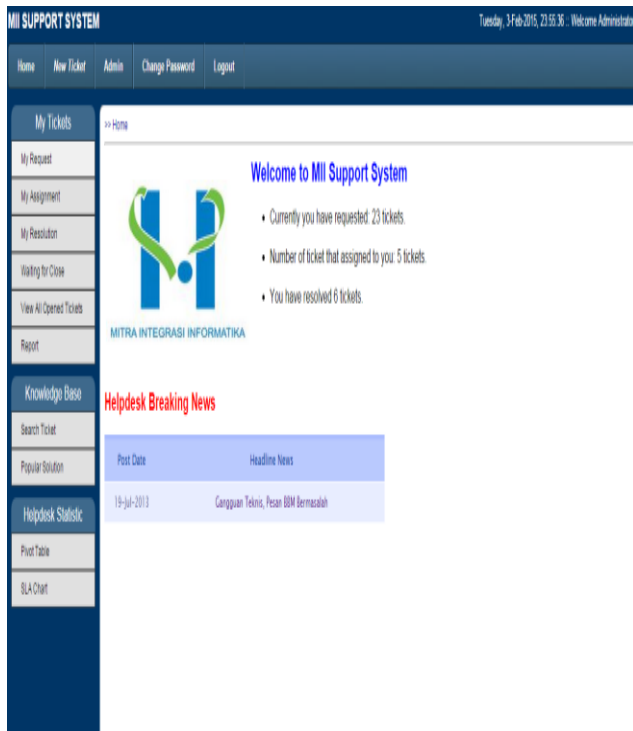 MII SUPPORT SYSTEM
Tuesday, 3-Feb-2015, 23:55:36 :: Welcome Administrator
Home New Ticket Admin Change Password Logout
My Tickets
My Request
My Assignment
My Resolution
Waiting for Close
View All Opened Tickets
Report
Knowledge Base
Search Ticket
Popular Solution
Helpdesk Statistic
Pivot Table
SLA Chart
>> Home
MITRA INTEGRASI INFORMATIKA
Welcome to MII Support System
• Currently you have requested: 23 tickets.
• Number of ticket that assigned to you: 5 tickets.
• You have resolved 6 tickets.
Helpdesk Breaking News
Post Date Headline News
19-Jul-2013 Gangguan Teknis, Pesan BBM Bermasalah